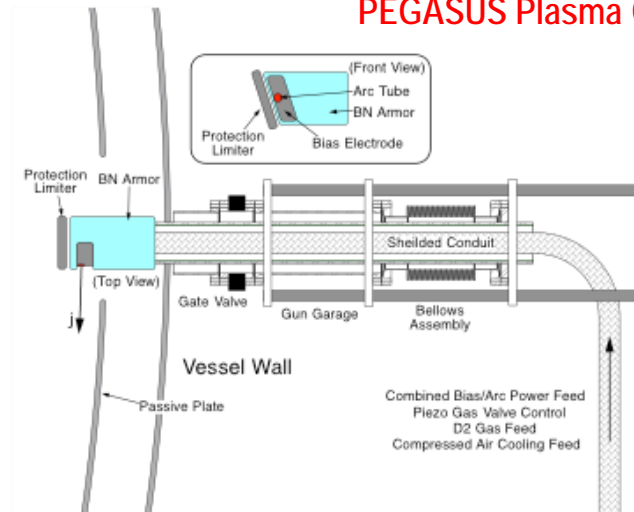 PEGASUS Plasma
(Front View)
Arc Tube
BN Armor
Protection
Limiter
Bias Electrode
Protection
Limiter
BN Armor
(Top View)
j
Sheilded Conduit
Gate Valve
Gun Garage
Bellows
Assembly
Vessel Wall
Passive Plate
Combined Bias/Arc Power Feed
Piezo Gas Valve Control
D2 Gas Feed
Compressed Air Cooling Feed